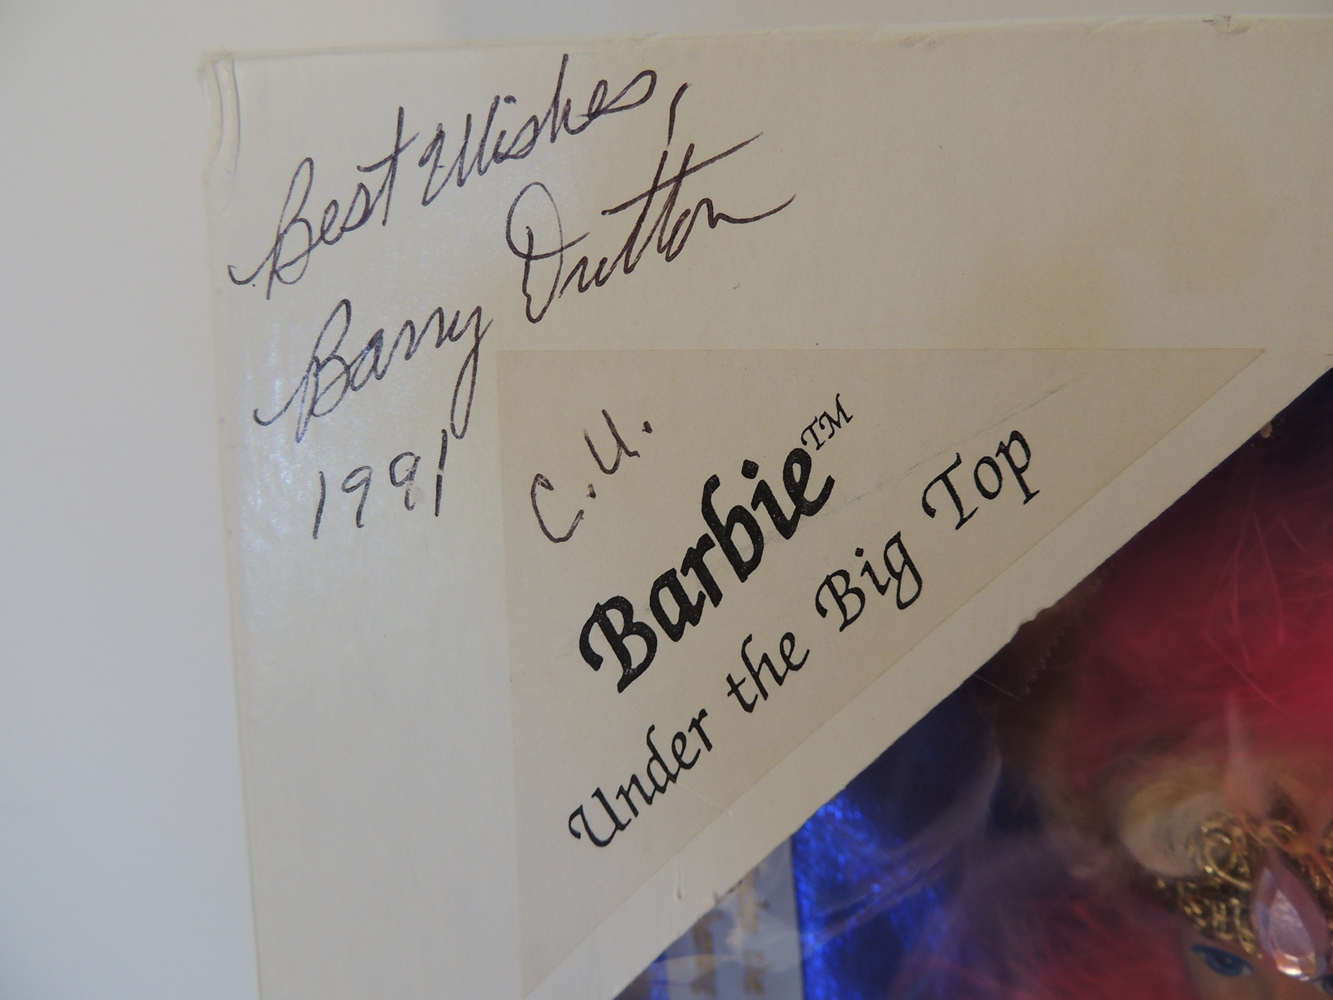 Best Wishes,
Barry Dutton
1991
C.U.
Barbie™
Under the Big Top